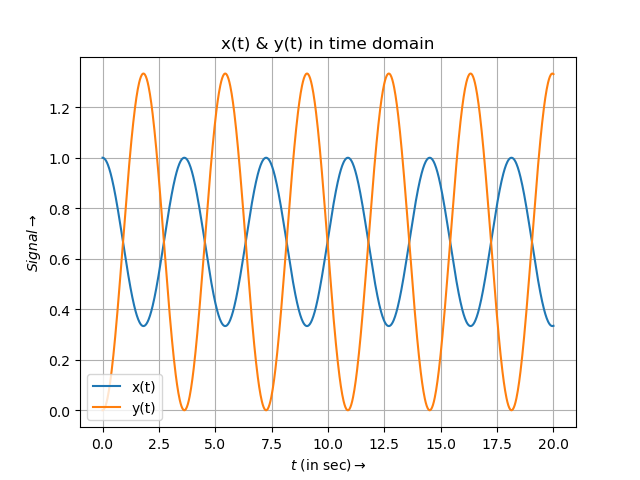 x(t) & y(t) in time domain
Signal→
1.2
1.0
0.8
0.6
0.4
0.2
0.0
x(t)
y(t)
0.0 2.5 5.0 7.5 10.0 12.5 15.0 17.5 20.0
t (in sec)→